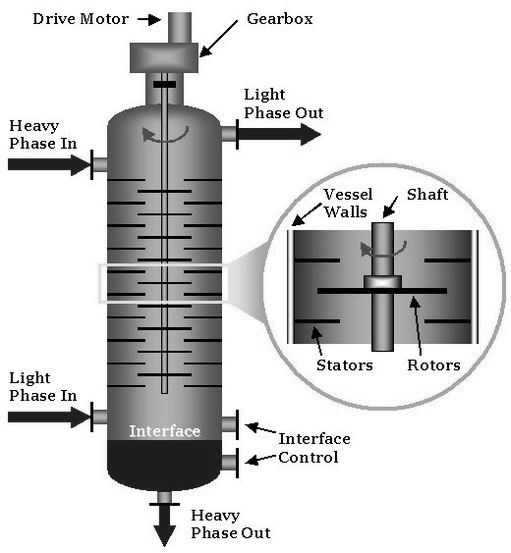 Drive Motor
Gearbox
Light
Phase Out
Heavy
Phase In
Vessel
Walls
Shaft
Stators
Rotors
Light
Phase In
Interface
Interface
Control
Heavy
Phase Out